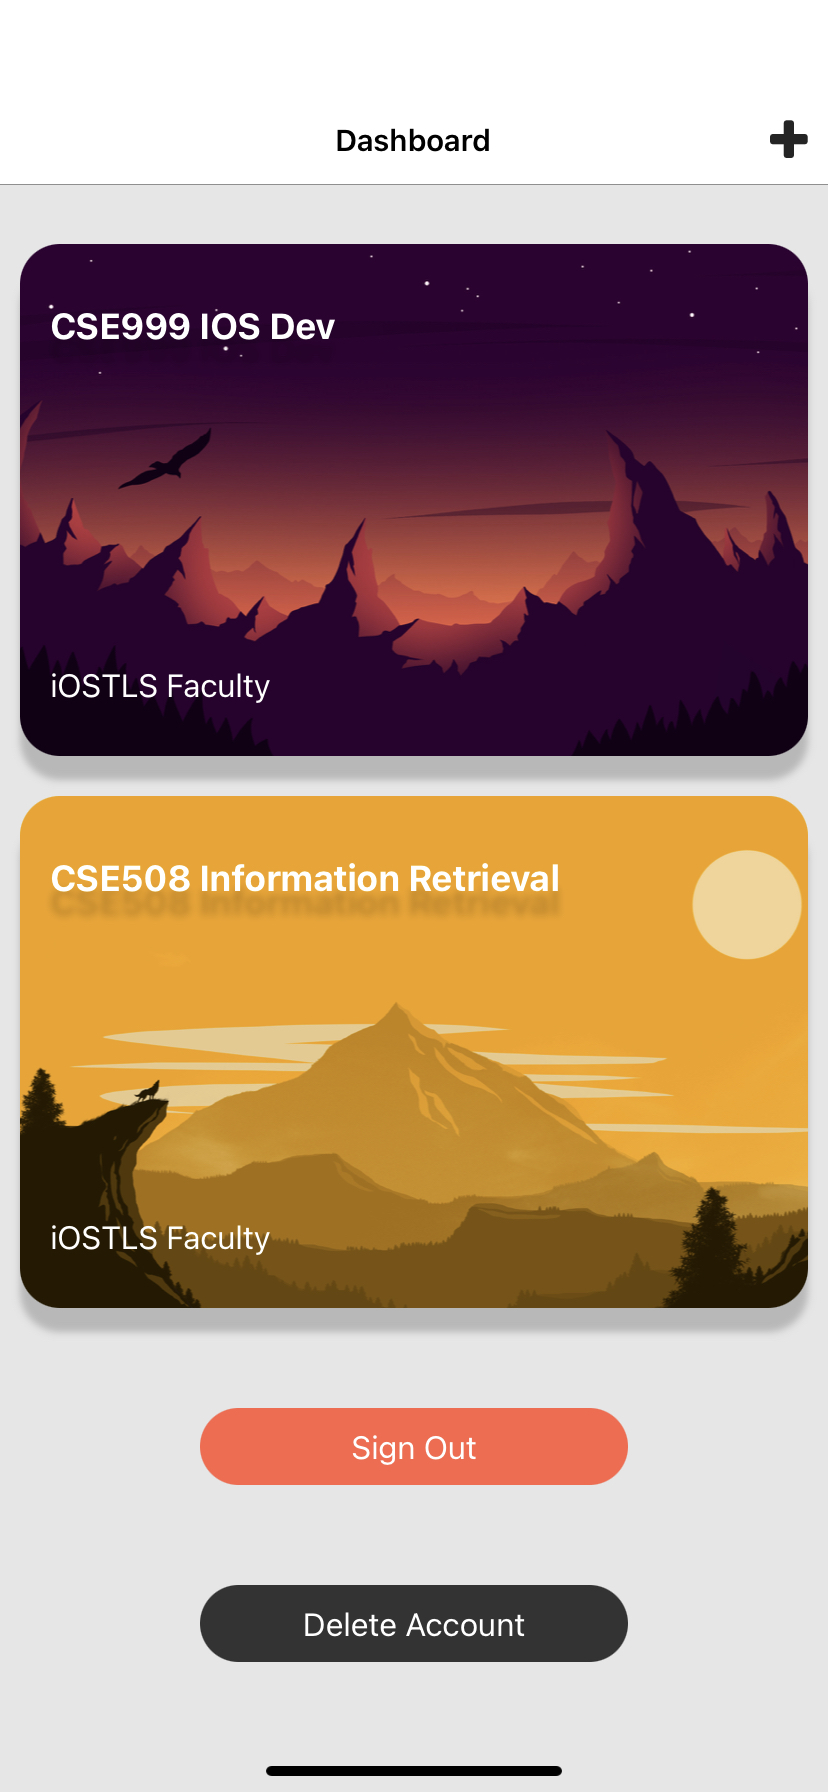 Dashboard
CSE999 IOS Dev
iOSTLS Faculty
CSE508 Information Retrieval
iOSTLS Faculty
Sign Out
Delete Account